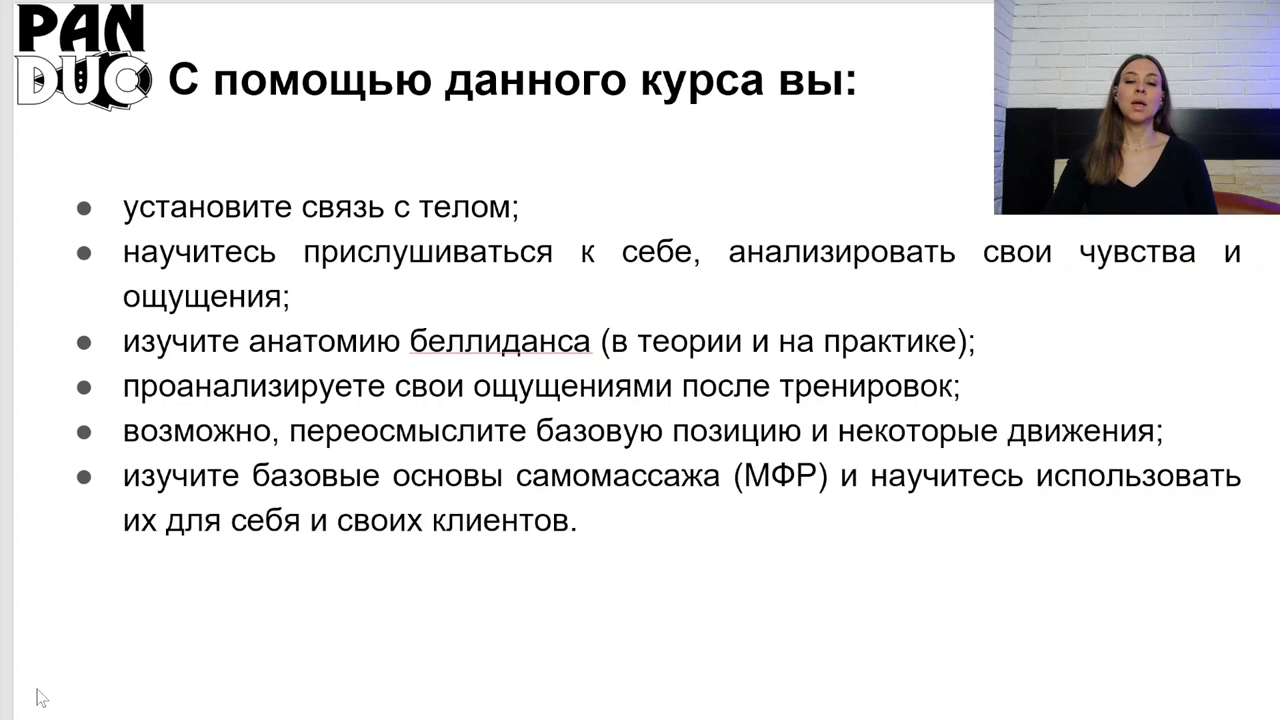 PAN
DUC
С помощью данного курса вы:
● установите связь с телом;
● научитесь прислушиваться к себе, анализировать свои чувства и
ощущения;
● изучите анатомию беллиданса (в теории и на практике);
● проанализируете свои ощущениями после тренировок;
● возможно, переосмыслите базовую позицию и некоторые движения;
● изучите базовые основы самомассажа (МФР) и научитесь использовать
их для себя и своих клиентов.